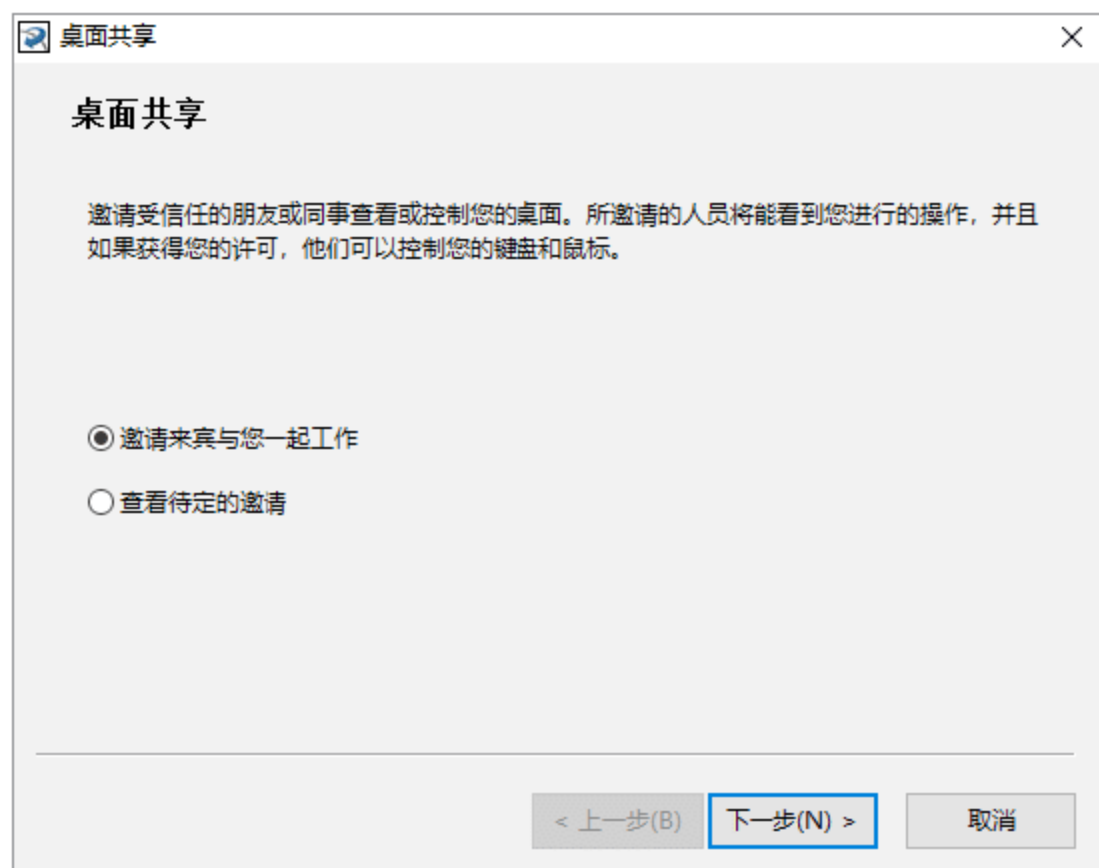 桌面共享
桌面共享
邀请受信任的朋友或同事查看或控制您的桌面。所邀请的人员将能看到您进行的操作，并且
如果获得您的许可，他们可以控制您的键盘和鼠标。
邀请来宾与您一起工作
查看待定的邀请
< 上一步(B) 下一步(N) > 取消